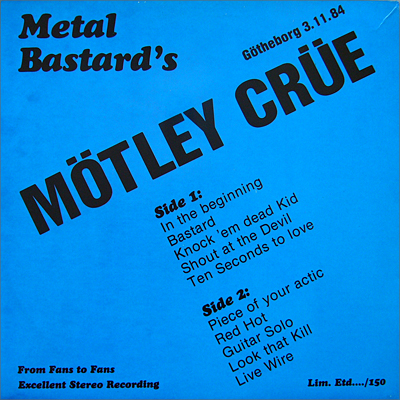 Metal
Bastard's
Götheborg 3.11.84
MÖTLEY CRÜE
Side 1:
In the beginning
Bastard
Knock 'em dead Kid
Shout at the Devil
Ten Seconds to love
Side 2:
Piece of your actic
Red Hot
Guitar Solo
Look that Kill
Live Wire
From Fans to Fans
Excellent Stereo Recording
Lim. Etd..../150